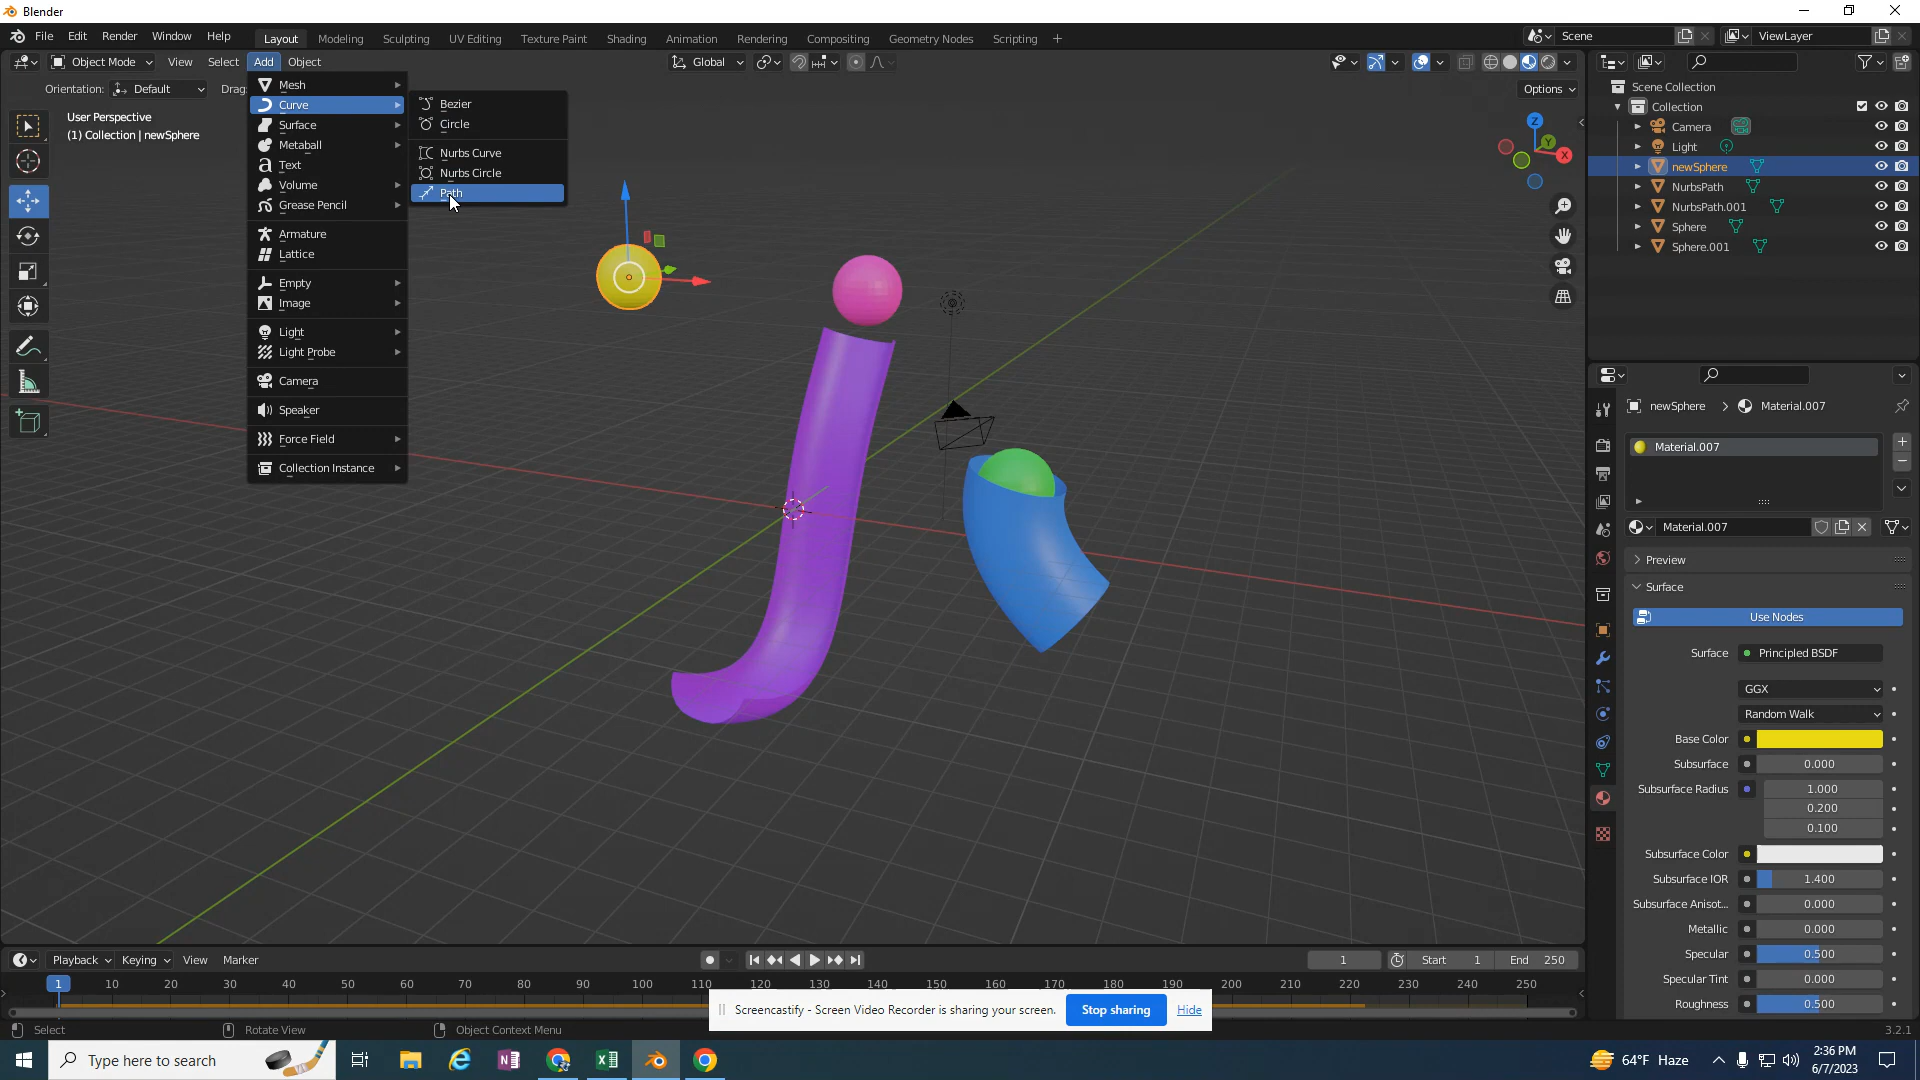 Blender
File Edit Render Window Help
Layout Modeling Sculpting UV Editing Texture Paint Shading Animation Rendering Compositing Geometry Nodes Scripting +
Scene
ViewLayer
Object Mode View Select Add Object
Global
Orientation: Default Drag:
Options
User Perspective
(1) Collection | newSphere
Mesh
Curve
Surface
Metaball
Text
Volume
Grease Pencil
Armature
Lattice
Empty
Image
Light
Light Probe
Camera
Speaker
Force Field
Collection Instance
Bezier
Circle
Nurbs Curve
Nurbs Circle
Path
Z
Y
X
Scene Collection
Collection
Camera
Light
newSphere
NurbsPath
NurbsPath.001
Sphere
Sphere.001
newSphere > Material.007
Material.007
Material.007
Preview
Surface
Use Nodes
Surface Principled BSDF
GGX
Random Walk
Base Color
Subsurface 0.000
Subsurface Radius 1.000
0.200
0.100
Subsurface Color
Subsurface IOR 1.400
Subsurface Anisot... 0.000
Metallic 0.000
Specular 0.500
Specular Tint 0.000
Roughness 0.500
Playback Keying View Marker
1 Start 1 End 250
1 10 20 30 40 50 60 70 80 90 100 110 120 130 140 150 160 170 180 190 200 210 220 230 240 250
Screencastify - Screen Video Recorder is sharing your screen. Stop sharing Hide
Select Rotate View Object Context Menu
3.2.1
Type here to search
64°F Haze
2:36 PM
6/7/2023